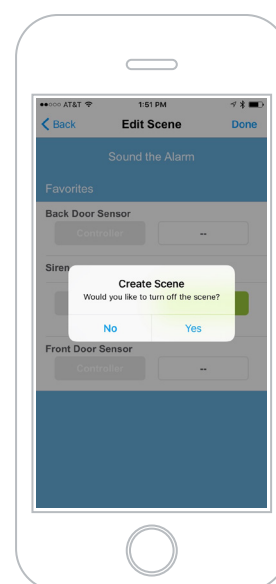 ●●○○○ AT&T 1:51 PM
Back Edit Scene Done
Sound the Alarm
Favorites
Back Door Sensor
Controller --
Siren
Create Scene
Would you like to turn off the scene?
No Yes
Front Door Sensor
Controller --